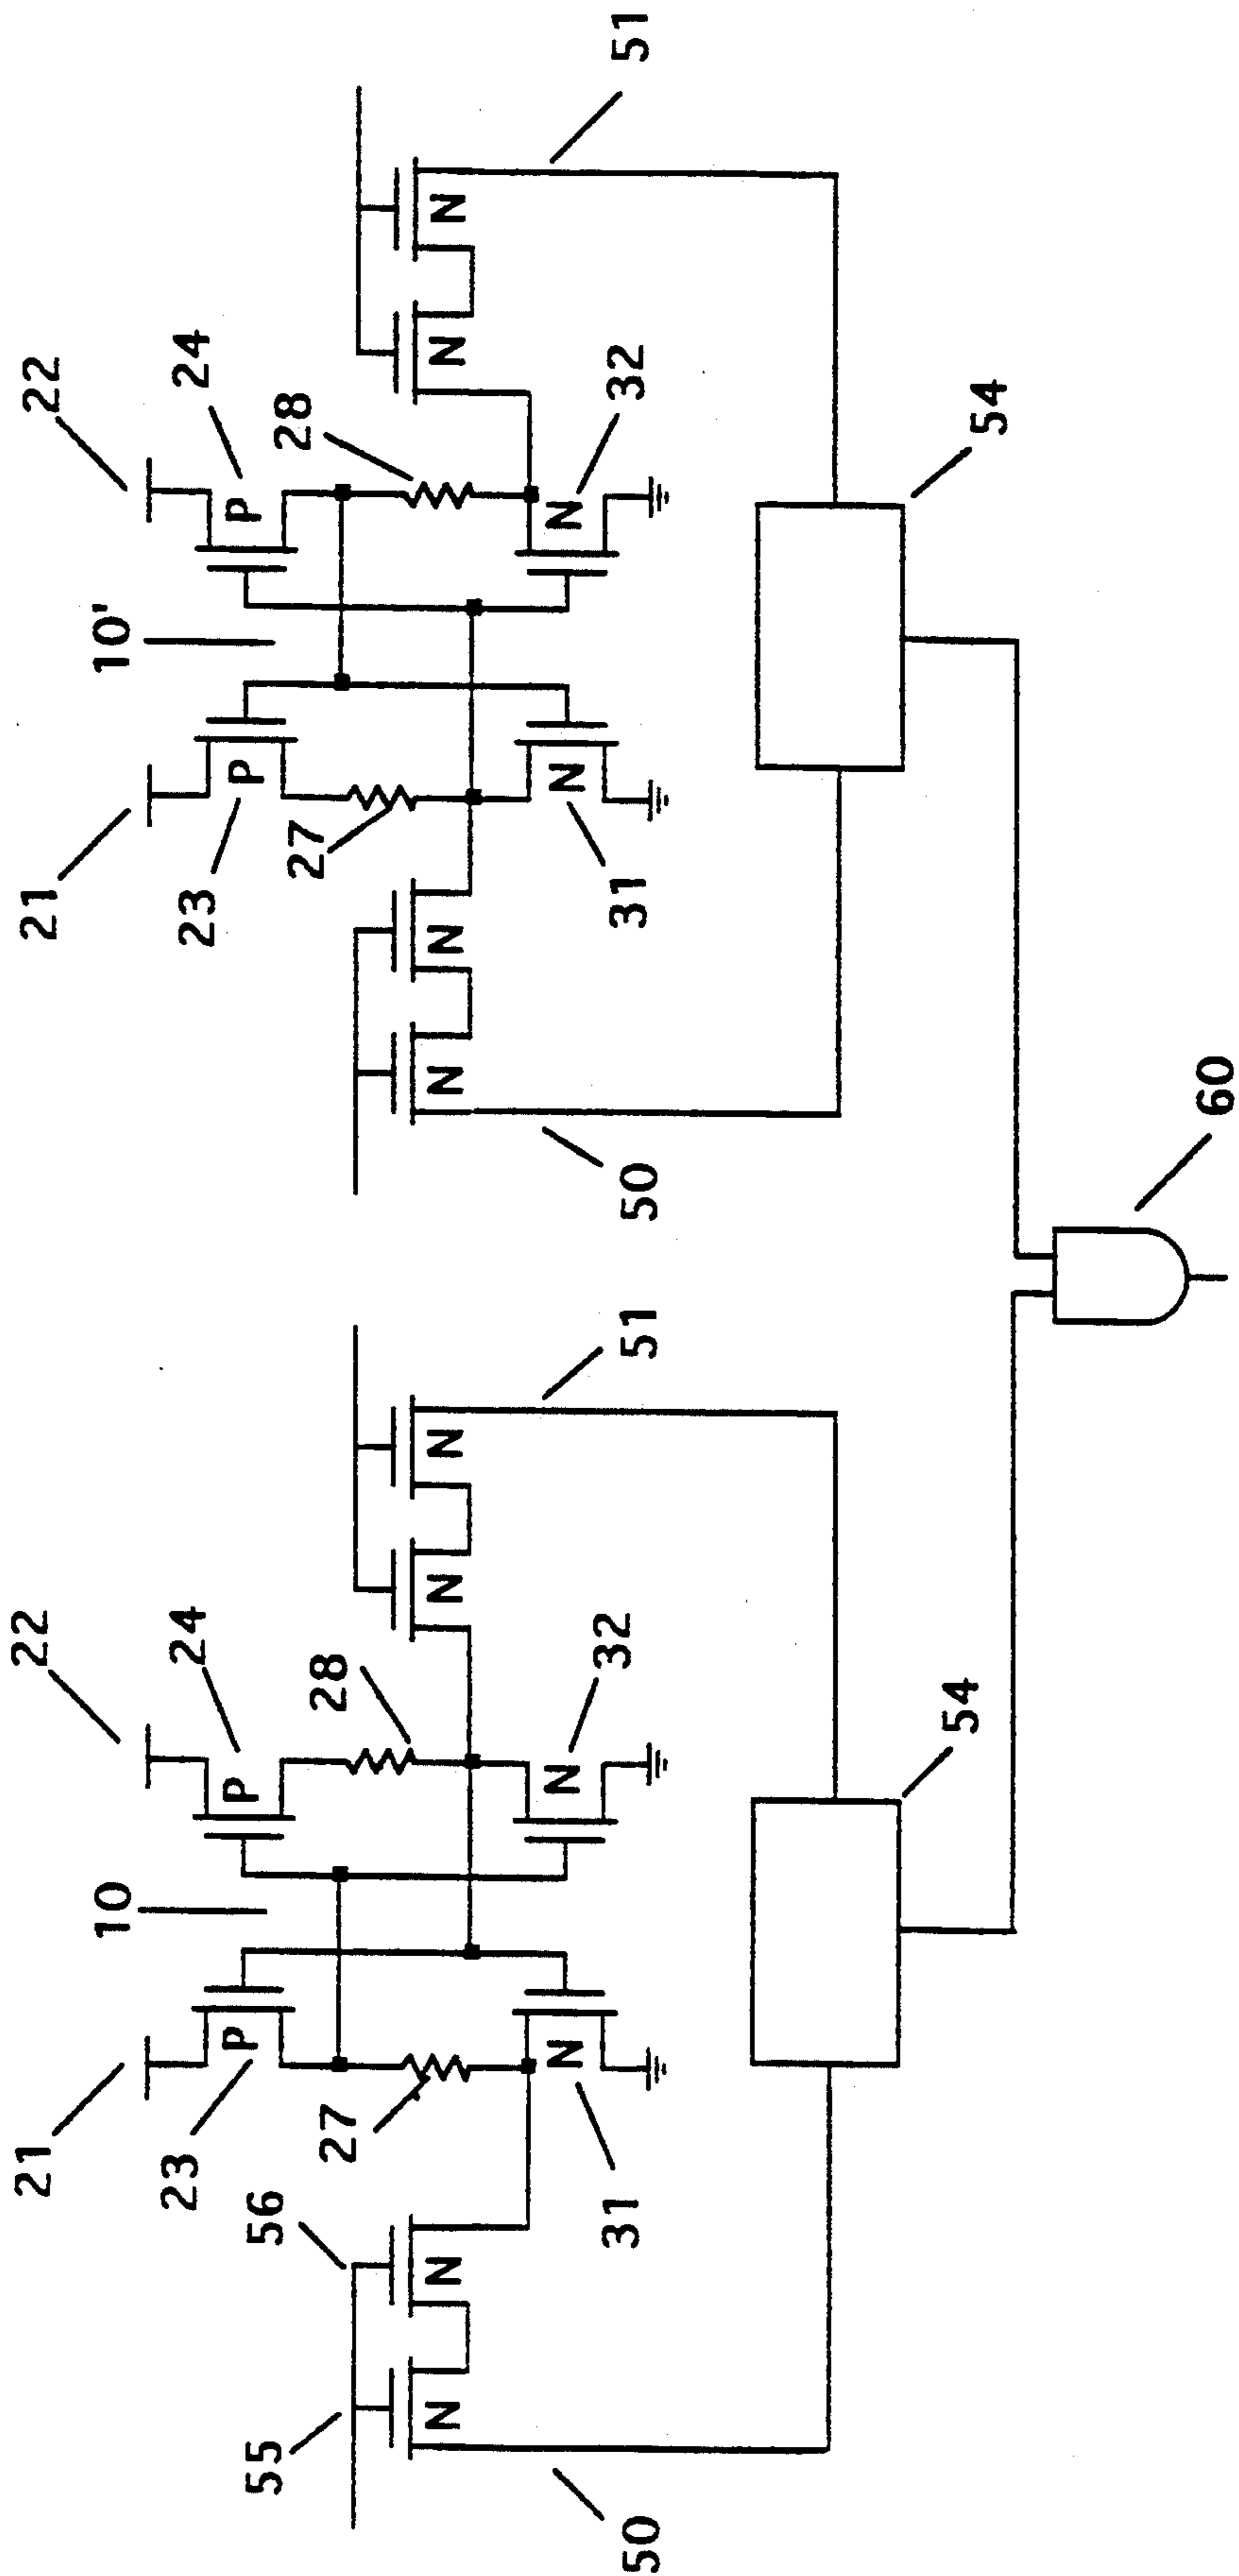 21 22 21 22
10 10'
23 24 23 24
P P P P
55 56
27 28 27 28
N N N N N N N N
N N N N
50 31 32 51 50 31 32 51
54 54
60